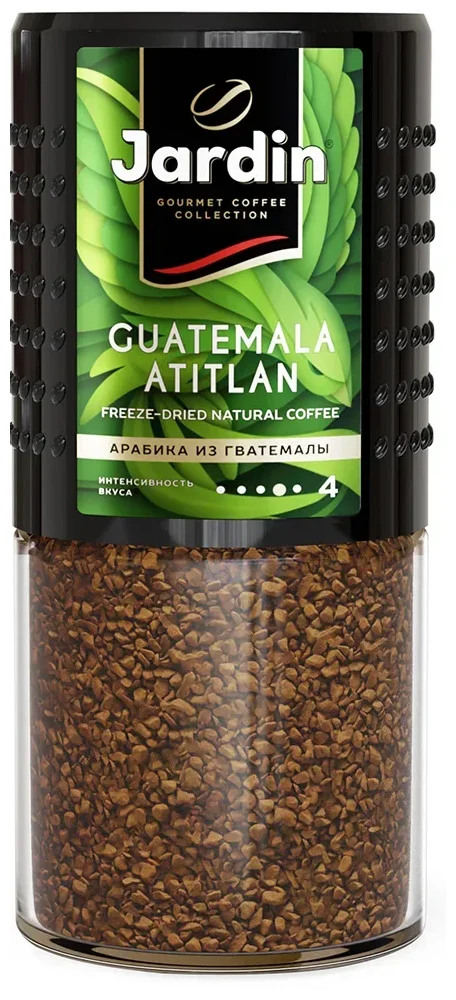 Jardin®
GOURMET COFFEE
COLLECTION
GUATEMALA
ATITLAN
FREEZE-DRIED NATURAL COFFEE
АРАБИКА ИЗ ГВАТЕМАЛЫ
ИНТЕНСИВНОСТЬ
ВКУСА
4